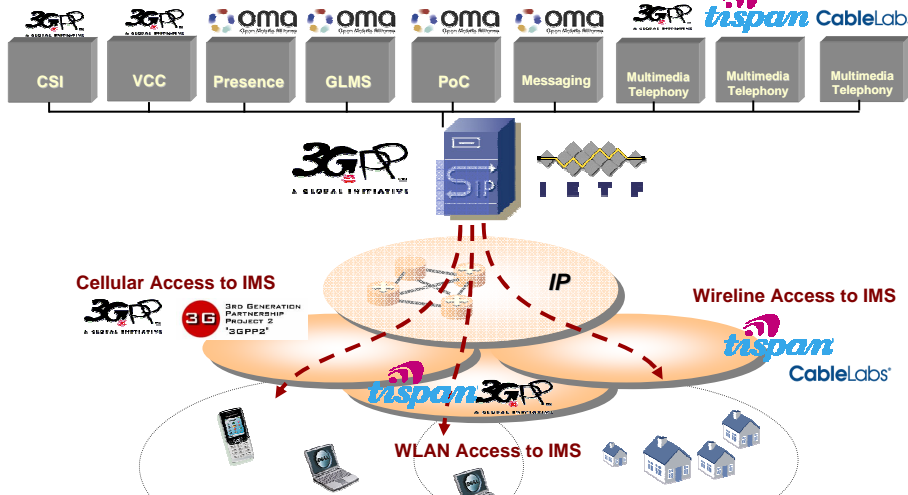 3GPP
A GLOBAL INITIATIVE
3GPP
A GLOBAL INITIATIVE
oma
Open Mobile Alliance
oma
Open Mobile Alliance
oma
Open Mobile Alliance
oma
Open Mobile Alliance
3GPP
A GLOBAL INITIATIVE
tispan
CableLab
CSI
VCC
Presence
GLMS
PoC
Messaging
Multimedia
Telephony
Multimedia
Telephony
Multimedia
Telephony
3GPP
A GLOBAL INITIATIVE
SIP
I E T F
IP
Cellular Access to IMS
3GPP
A GLOBAL INITIATIVE
3G
3RD GENERATION
PARTNERSHIP
PROJECT 2
"3GPP2"
Wireline Access to IMS
tispan
CableLabs®
tispan
3GPP
A GLOBAL INITIATIVE
WLAN Access to IMS